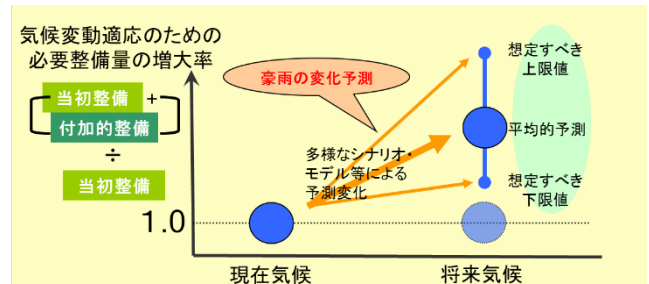 気候変動適応のための
必要整備量の増大率
当初整備 +
付加的整備
÷
当初整備
1.0
豪雨の変化予測
多様なシナリオ・
モデル等による
予測変化
想定すべき
上限値
平均的予測
想定すべき
下限値
現在気候
将来気候